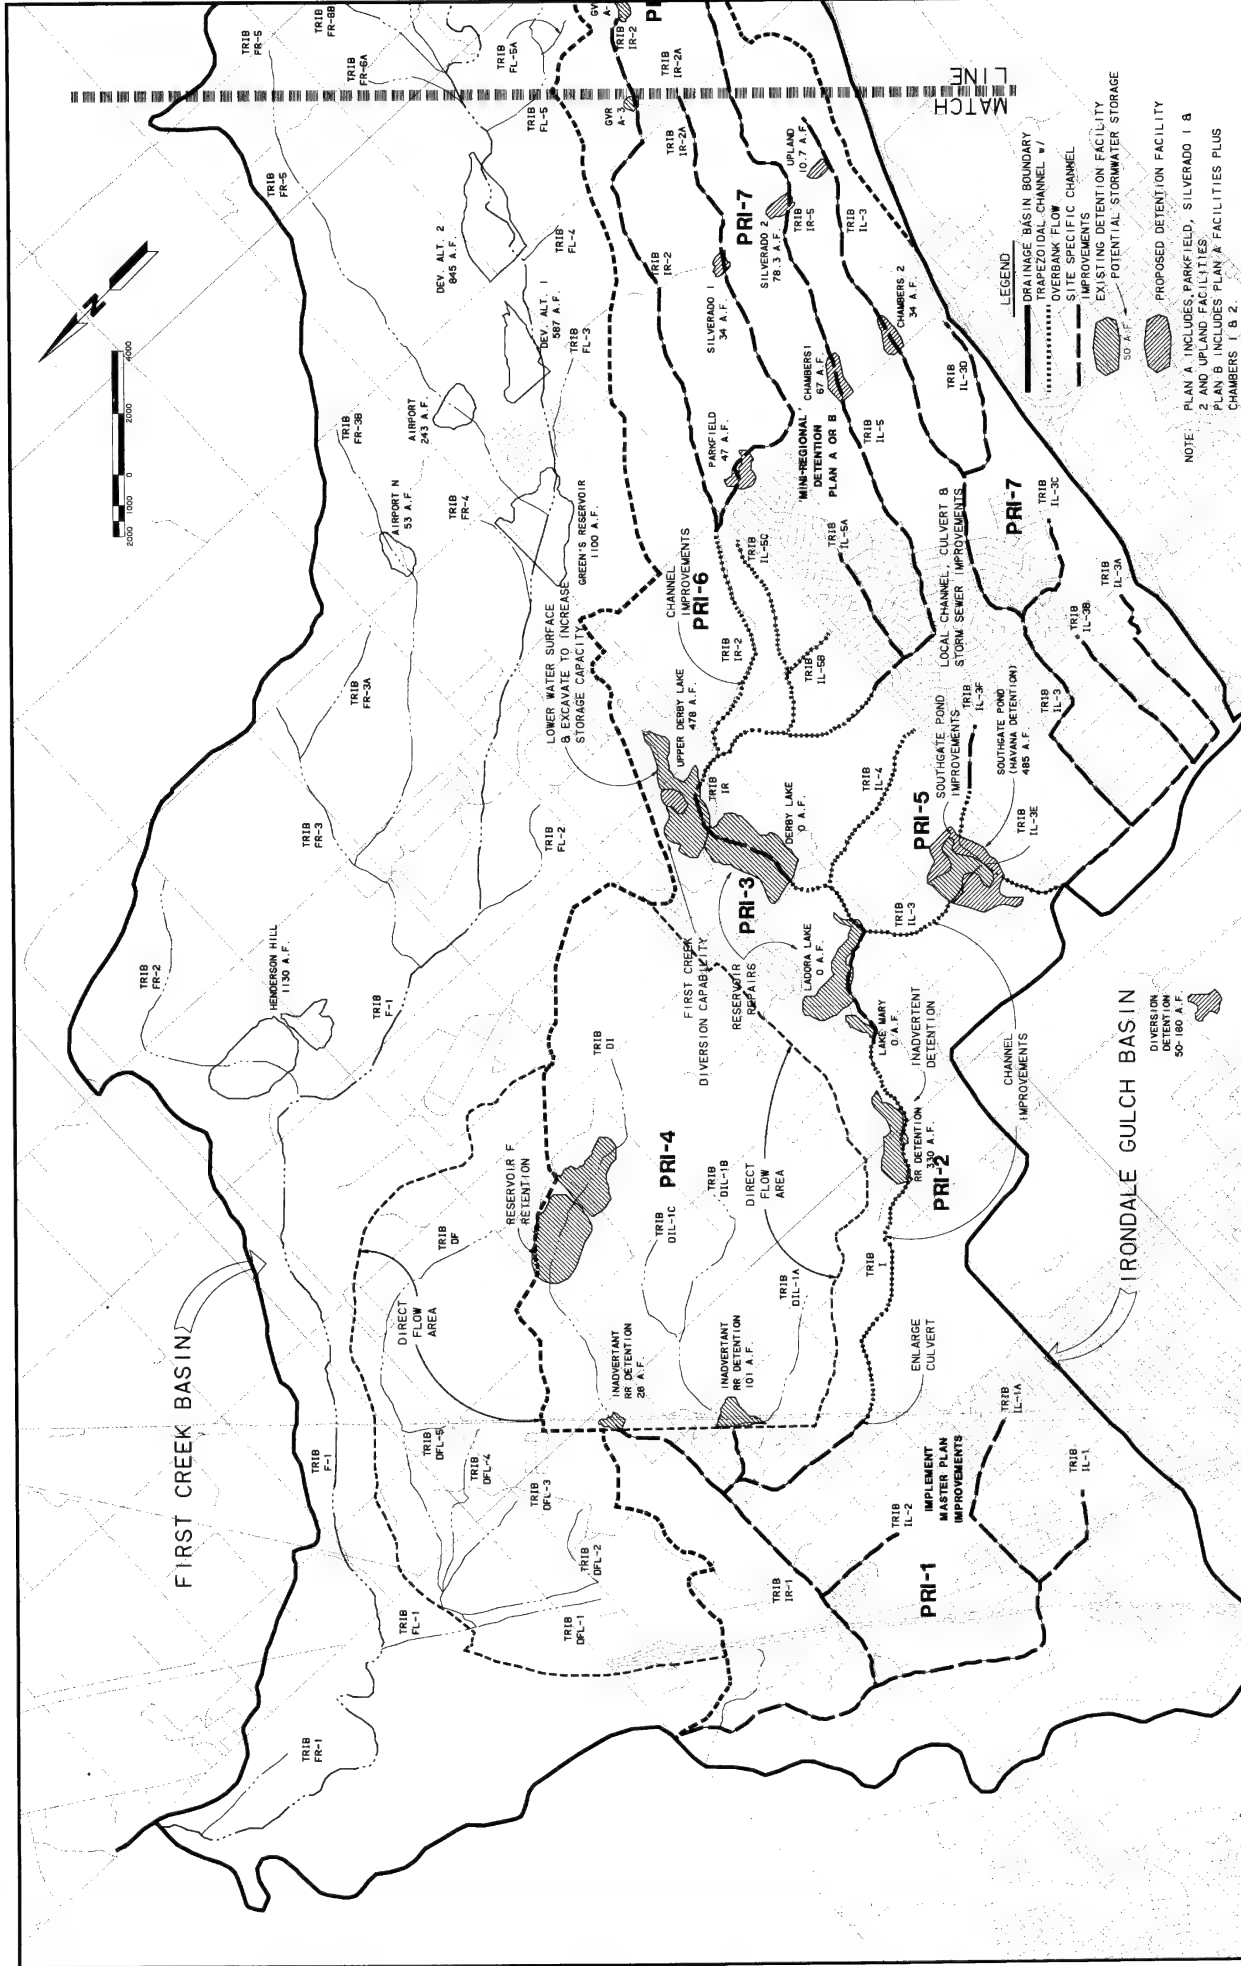 FIRST CREEK BASIN
IRONDALE GULCH BASIN
MATCH
LINE
N
2000
1000
0
2000
4000
TRIB
FR-1
TRIB
FL-1
TRIB
F-1
TRIB
FR-2
HENDERSON HILL
1130 A.F.
TRIB
F-1
TRIB
FR-3
TRIB
FR-3A
TRIB
FR-3B
TRIB
FR-4
AIRPORT N
53 A.F.
AIRPORT
243 A.F.
TRIB
FR-5
TRIB
FR-5
TRIB
FR-6A
TRIB
FR-8B
TRIB
FL-5A
TRIB
FL-5
DEV. ALT. 2
845 A.F.
TRIB
FL-4
DEV. ALT. 1
587 A.F.
TRIB
FL-3
GREEN'S RESERVOIR
1100 A.F.
TRIB
FL-2
LOWER WATER SURFACE
& EXCAVATE TO INCREASE
STORAGE CAPACITY
TRIB
DFL-1
TRIB
DFL-2
TRIB
DFL-3
TRIB
DFL-4
TRIB
DFL-5
TRIB
DF
DIRECT
FLOW
AREA
RESERVOIR F
RETENTION
INADVERTANT
RR DETENTION
28 A.F.
INADVERTANT
RR DETENTION
101 A.F.
TRIB
DI
TRIB
DIL-1C
TRIB
DIL-1B
TRIB
DIL-1A
PRI-4
DIRECT
FLOW
AREA
FIRST CREEK
DIVERSION CAPABILITY
RESERVOIR
REPAIRS
PRI-3
UPPER DERBY LAKE
478 A.F.
DERBY LAKE
0 A.F.
LADORA LAKE
0 A.F.
LAKE MARY
0 A.F.
INADVERTENT
DETENTION
RR DETENTION
330 A.F.
PRI-2
CHANNEL
IMPROVEMENTS
TRIB
I
ENLARGE
CULVERT
TRIB
IR-1
TRIB
IL-2
IMPLEMENT
MASTER PLAN
IMPROVEMENTS
TRIB
IL-1A
TRIB
IL-1
PRI-1
DIVERSION
DETENTION
50-180 A.F.
TRIB
IR
TRIB
IR-2
CHANNEL
IMPROVEMENTS
PRI-6
TRIB
IL-5C
TRIB
IL-5B
TRIB
IL-5A
TRIB
IL-5
TRIB
IL-4
TRIB
IL-3
PRI-5
SOUTHGATE POND
IMPROVEMENTS
TRIB
IL-3F
SOUTHGATE POND
(HAVANA DETENTION)
485 A.F.
TRIB
IL-3E
TRIB
IL-3
TRIB
IL-3B
TRIB
IL-3A
TRIB
IL-3C
PRI-7
LOCAL CHANNEL, CULVERT &
STORM SEWER IMPROVEMENTS
TRIB
IL-3D
TRIB
IL-3
PARKFIELD
47 A.F.
'MINI-REGIONAL'
DETENTION
PLAN A OR B
CHAMBERS 1
67 A.F.
CHAMBERS 2
34 A.F.
SILVERADO 1
34 A.F.
SILVERADO 2
78.3 A.F.
UPLAND
10.7 A.F.
TRIB
IR-5
PRI-7
TRIB
IR-2
TRIB
IR-2A
TRIB
IR-2A
TRIB
IR-2
GVR
A-3
LEGEND
DRAINAGE BASIN BOUNDARY
TRAPEZOIDAL CHANNEL w/
OVERBANK FLOW
SITE SPECIFIC CHANNEL
IMPROVEMENTS
EXISTING DETENTION FACILITY
50 A.F.
POTENTIAL STORMWATER STORAGE
PROPOSED DETENTION FACILITY
NOTE: PLAN A INCLUDES, PARKFIELD, SILVERADO 1 &
2 AND UPLAND FACILITIES
PLAN B INCLUDES PLAN A FACILITIES PLUS
CHAMBERS 1 & 2.